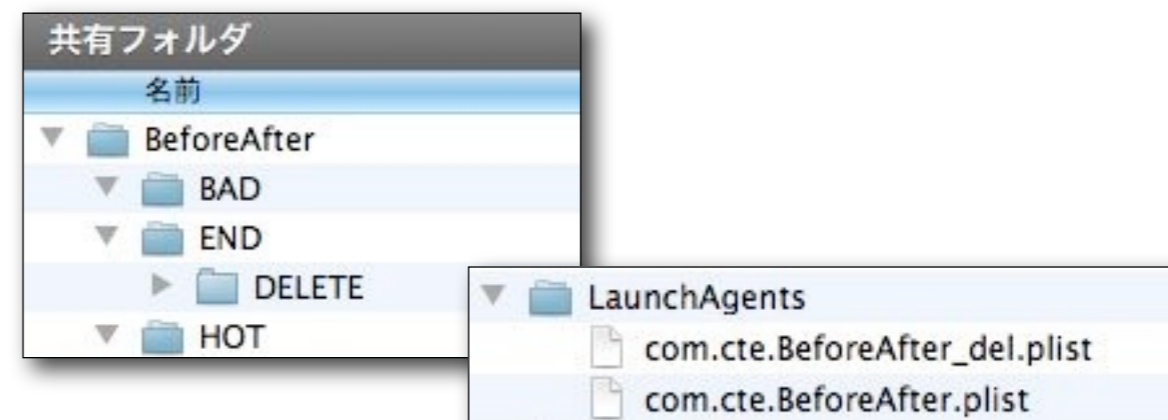 共有フォルダ
名前
BeforeAfter
BAD
END
DELETE
HOT
LaunchAgents
com.cte.BeforeAfter_del.plist
com.cte.BeforeAfter.plist